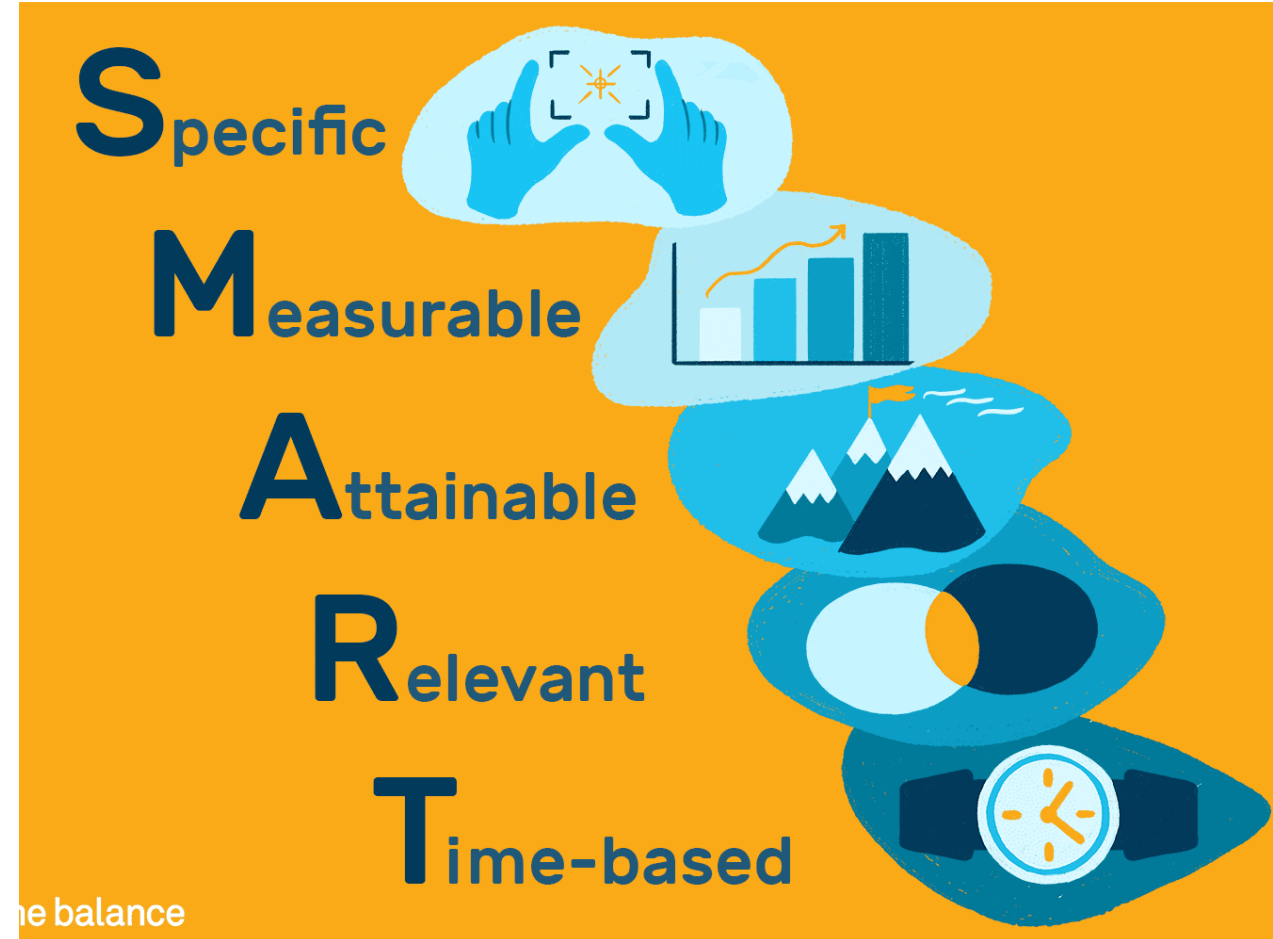 Specific
Measurable
Attainable
Relevant
Time-based
he balance